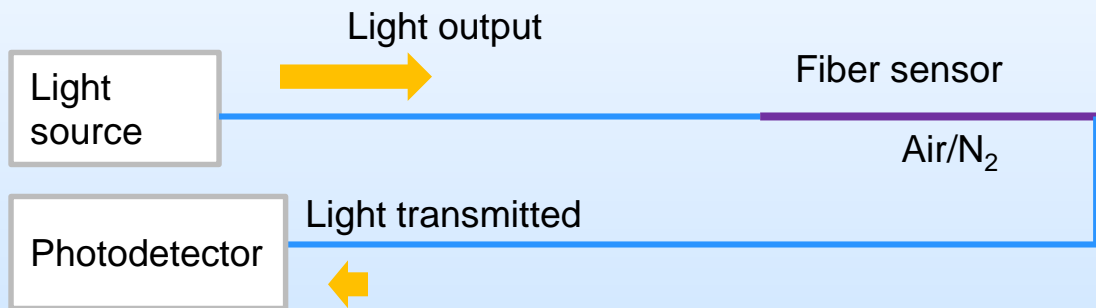 Light output
Light
source
Fiber sensor
Air/N₂
Light transmitted
Photodetector